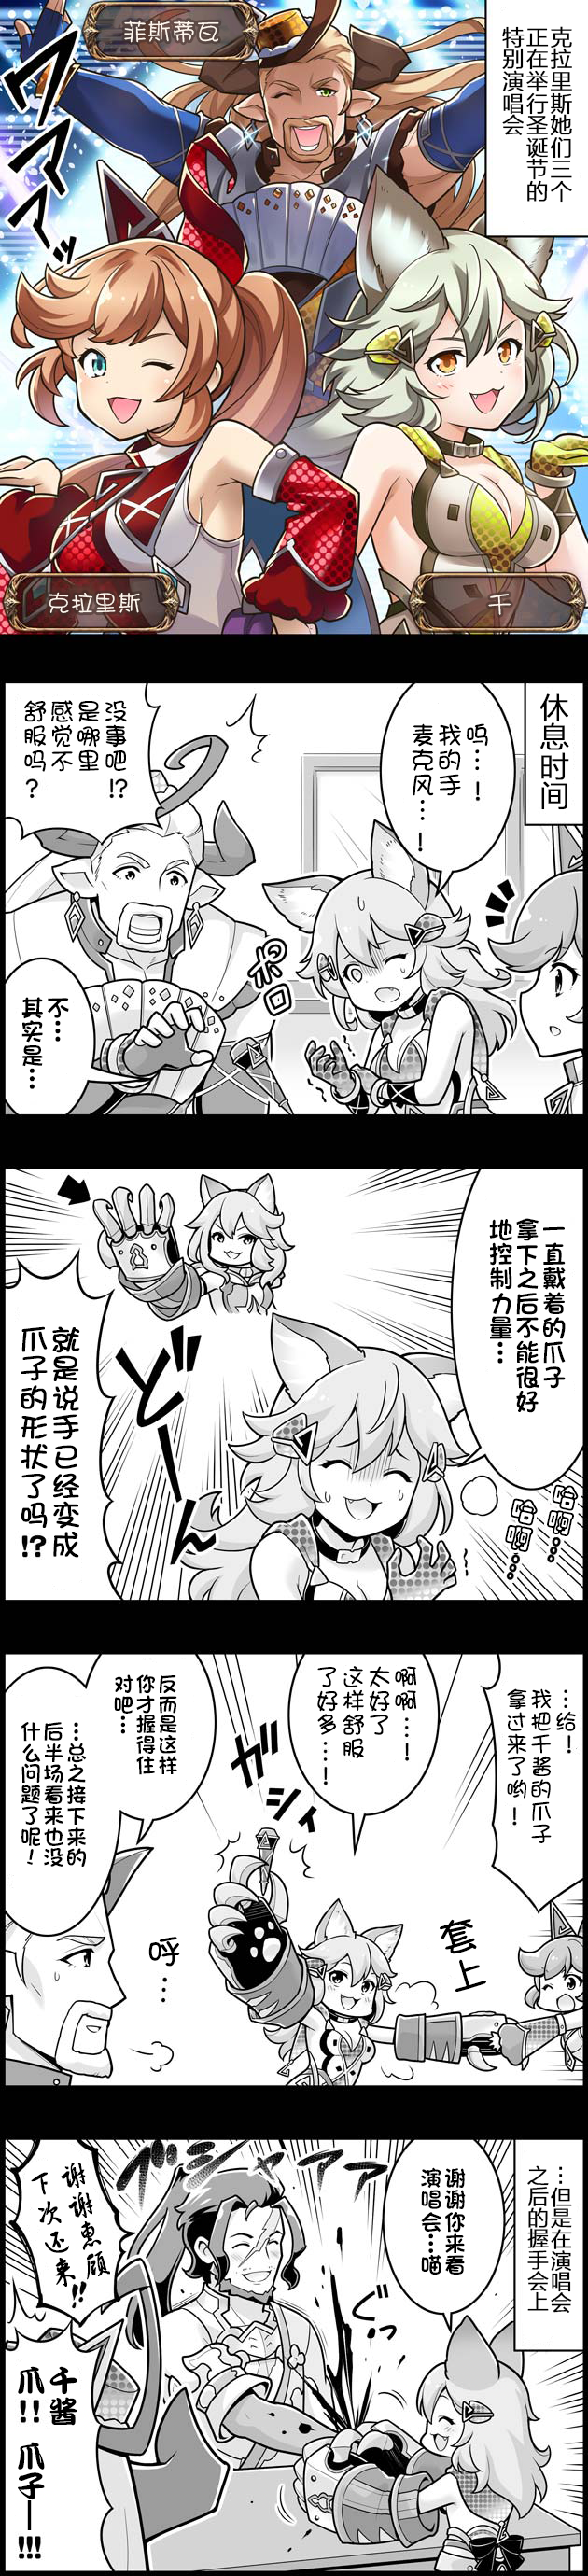 克拉里斯她们三个
正在举行圣诞节的
特别演唱会
菲斯蒂瓦
ワアアアッ
克拉里斯
千
休息时间
呜…！
我的手
麦克风…！
没事吧!?
是哪里
感觉不
舒服吗？
ポロ
不…
其实是…
一直戴着的爪子
拿下之后不能很好
地控制力量…
哈啊…
哈啊…
どーーん
就是说手已经变成
爪子的形状了吗!?
…给！
我把千酱的爪子
拿过来了哟！
套上
啊啊…！
太好了
这样舒服
了好多…！
ガシィ
反而是这样
你才握得住
对吧…
…总之接下来的
后半场看来也没
什么问题了呢！
呼…
…但是在演唱会
之后的握手会上
谢谢你来看
演唱会…喵
ぐっ
ブシャアアア
谢谢惠顾
下次还来!!
千酱
爪!! 爪子—!!!